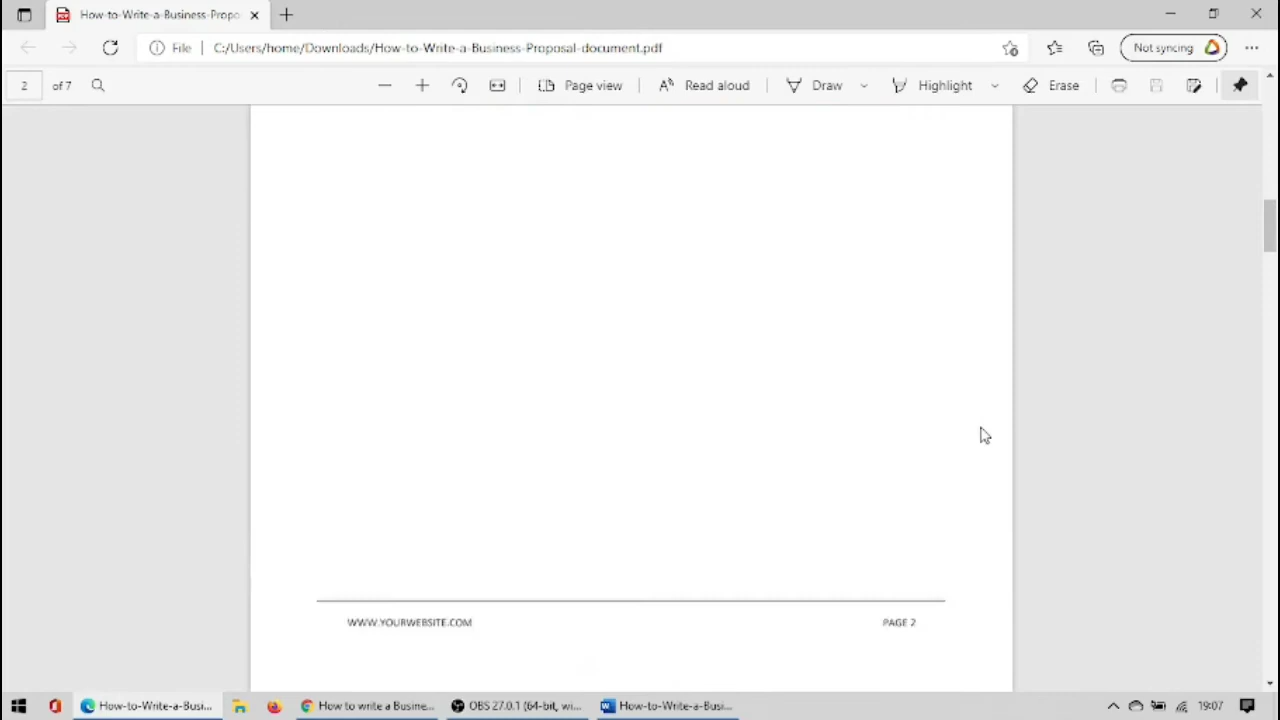 How-to-Write-a-Business-Propo
File
C:/Users/home/Downloads/How-to-Write-a-Business-Proposal-document.pdf
Not syncing
2 of 7
Page view
Read aloud
Draw
Highlight
Erase
WWW.YOURWEBSITE.COM
PAGE 2
How-to-Write-a-Busi...
How to write a Busine...
OBS 27.0.1 (64-bit, wi...
How-to-Write-a-Busi...
19:07